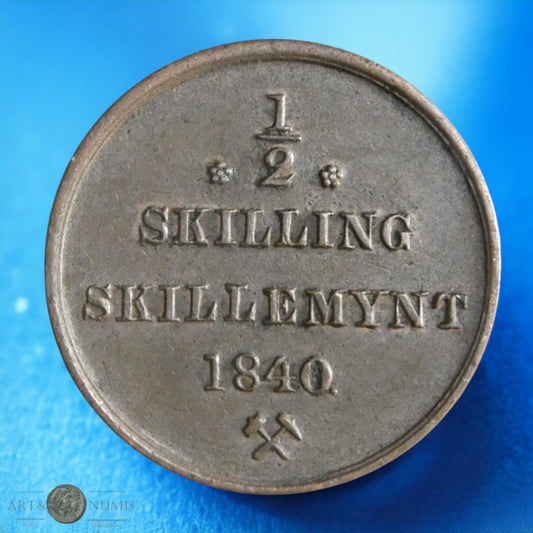 1/2
SKILLING
SKILLEMYNT
1840
ART& NUMIS